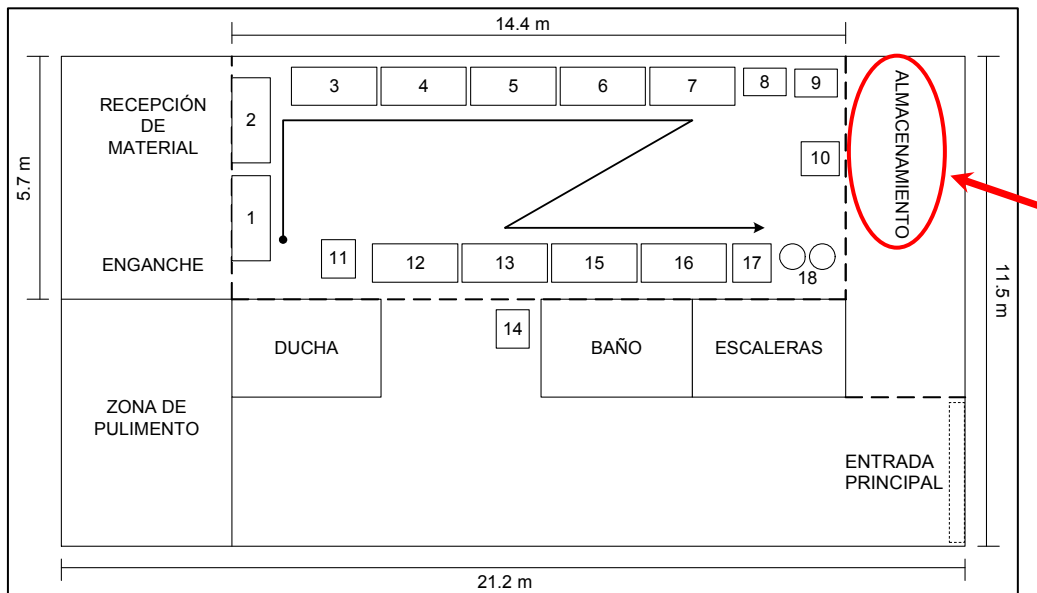 14.4 m
3
4
5
6
7
8
9
ALMACENAMIENTO
RECEPCIÓN
DE
MATERIAL
2
10
5.7 m
1
ENGANCHE
11
12
13
15
16
17
18
11.5 m
14
DUCHA
BAÑO
ESCALERAS
ZONA DE
PULIMENTO
ENTRADA
PRINCIPAL
21.2 m